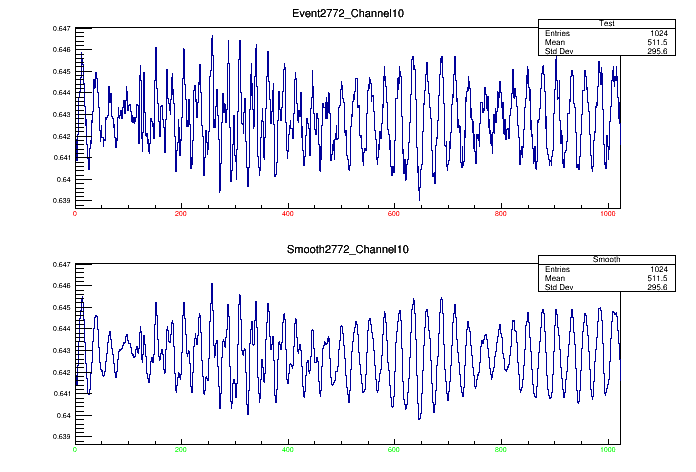 Event2772_Channel10
Test
Entries 1024
Mean 511.5
Std Dev 295.6
0.647
0.646
0.645
0.644
0.643
0.642
0.641
0.64
0.639
0 200 400 600 800 1000
Smooth2772_Channel10
Smooth
Entries 1024
Mean 511.5
Std Dev 295.6
0.647
0.646
0.645
0.644
0.643
0.642
0.641
0.64
0.639
0 200 400 600 800 1000